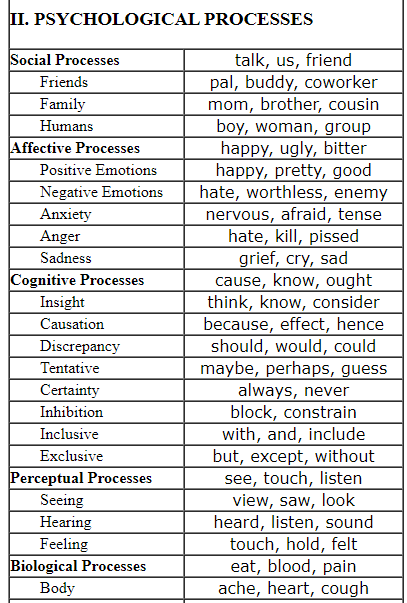 II. PSYCHOLOGICAL PROCESSES
Social Processes talk, us, friend
Friends pal, buddy, coworker
Family mom, brother, cousin
Humans boy, woman, group
Affective Processes happy, ugly, bitter
Positive Emotions happy, pretty, good
Negative Emotions hate, worthless, enemy
Anxiety nervous, afraid, tense
Anger hate, kill, pissed
Sadness grief, cry, sad
Cognitive Processes cause, know, ought
Insight think, know, consider
Causation because, effect, hence
Discrepancy should, would, could
Tentative maybe, perhaps, guess
Certainty always, never
Inhibition block, constrain
Inclusive with, and, include
Exclusive but, except, without
Perceptual Processes see, touch, listen
Seeing view, saw, look
Hearing heard, listen, sound
Feeling touch, hold, felt
Biological Processes eat, blood, pain
Body ache, heart, cough